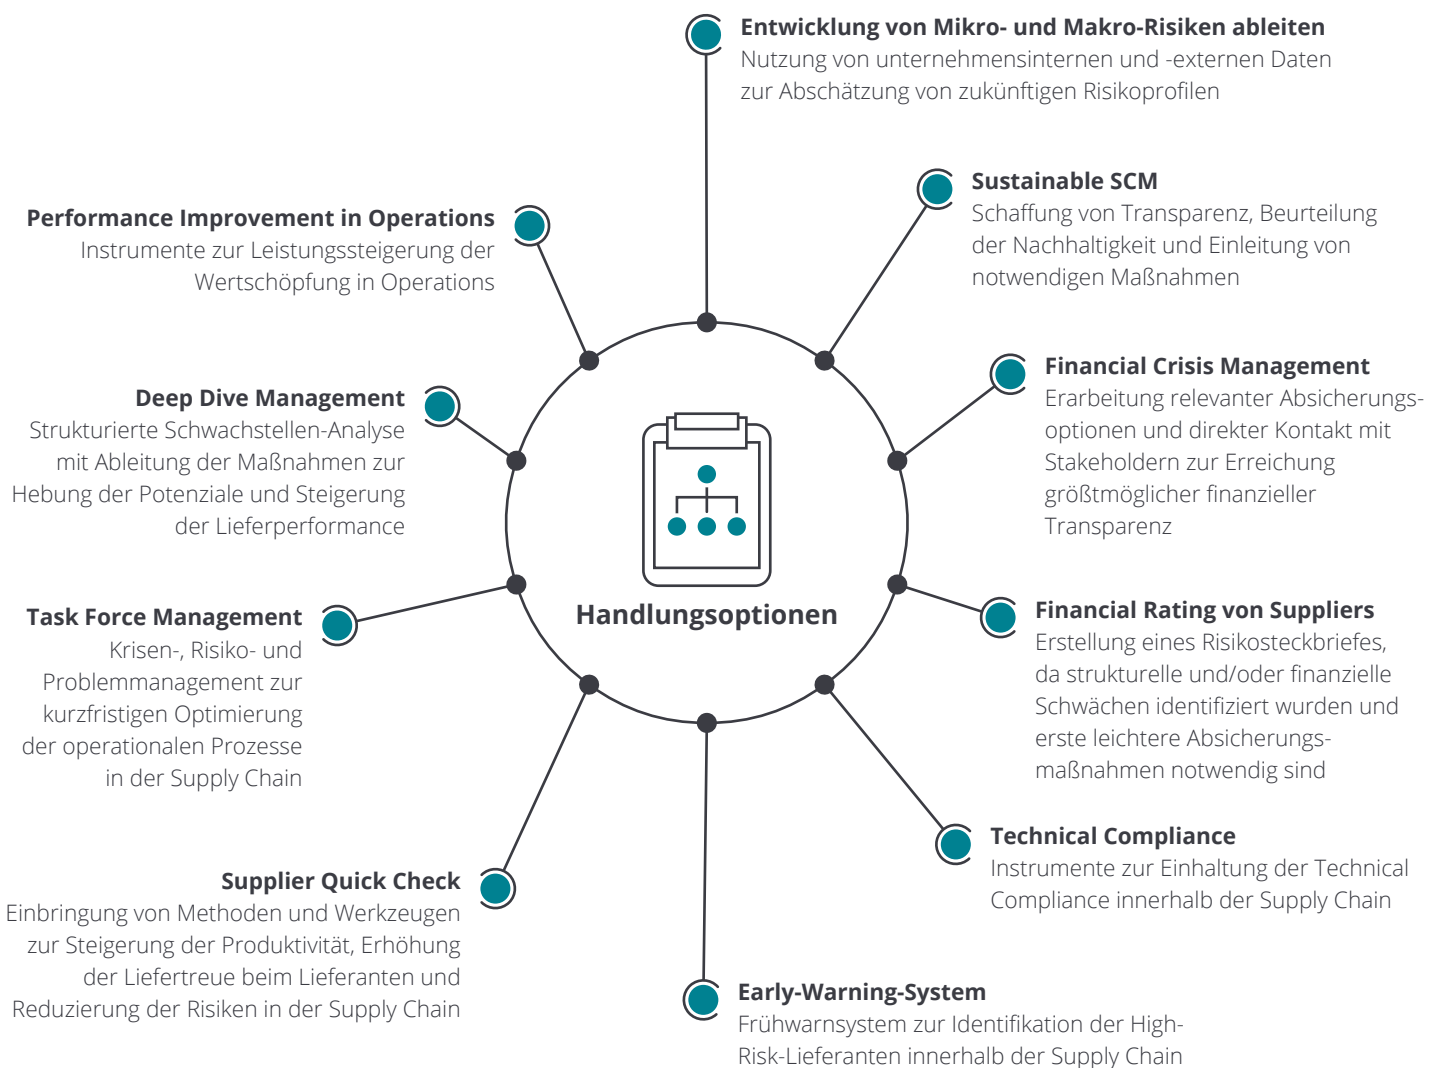 Entwicklung von Mikro- und Makro-Risiken ableiten
Nutzung von unternehmensinternen und -externen Daten
zur Abschätzung von zukünftigen Risikoprofilen
Sustainable SCM
Schaffung von Transparenz, Beurteilung
der Nachhaltigkeit und Einleitung von
notwendigen Maßnahmen
Financial Crisis Management
Erarbeitung relevanter Absicherungs-
optionen und direkter Kontakt mit
Stakeholdern zur Erreichung
größtmöglicher finanzieller
Transparenz
Financial Rating von Suppliers
Erstellung eines Risikosteckbriefes,
da strukturelle und/oder finanzielle
Schwächen identifiziert wurden und
erste leichtere Absicherungs-
maßnahmen notwendig sind
Technical Compliance
Instrumente zur Einhaltung der Technical
Compliance innerhalb der Supply Chain
Early-Warning-System
Frühwarnsystem zur Identifikation der High-
Risk-Lieferanten innerhalb der Supply Chain
Supplier Quick Check
Einbringung von Methoden und Werkzeugen
zur Steigerung der Produktivität, Erhöhung
der Liefertreue beim Lieferanten und
Reduzierung der Risiken in der Supply Chain
Task Force Management
Krisen-, Risiko- und
Problemmanagement zur
kurzfristigen Optimierung
der operationalen Prozesse
in der Supply Chain
Deep Dive Management
Strukturierte Schwachstellen-Analyse
mit Ableitung der Maßnahmen zur
Hebung der Potenziale und Steigerung
der Lieferperformance
Performance Improvement in Operations
Instrumente zur Leistungssteigerung der
Wertschöpfung in Operations
Handlungsoptionen